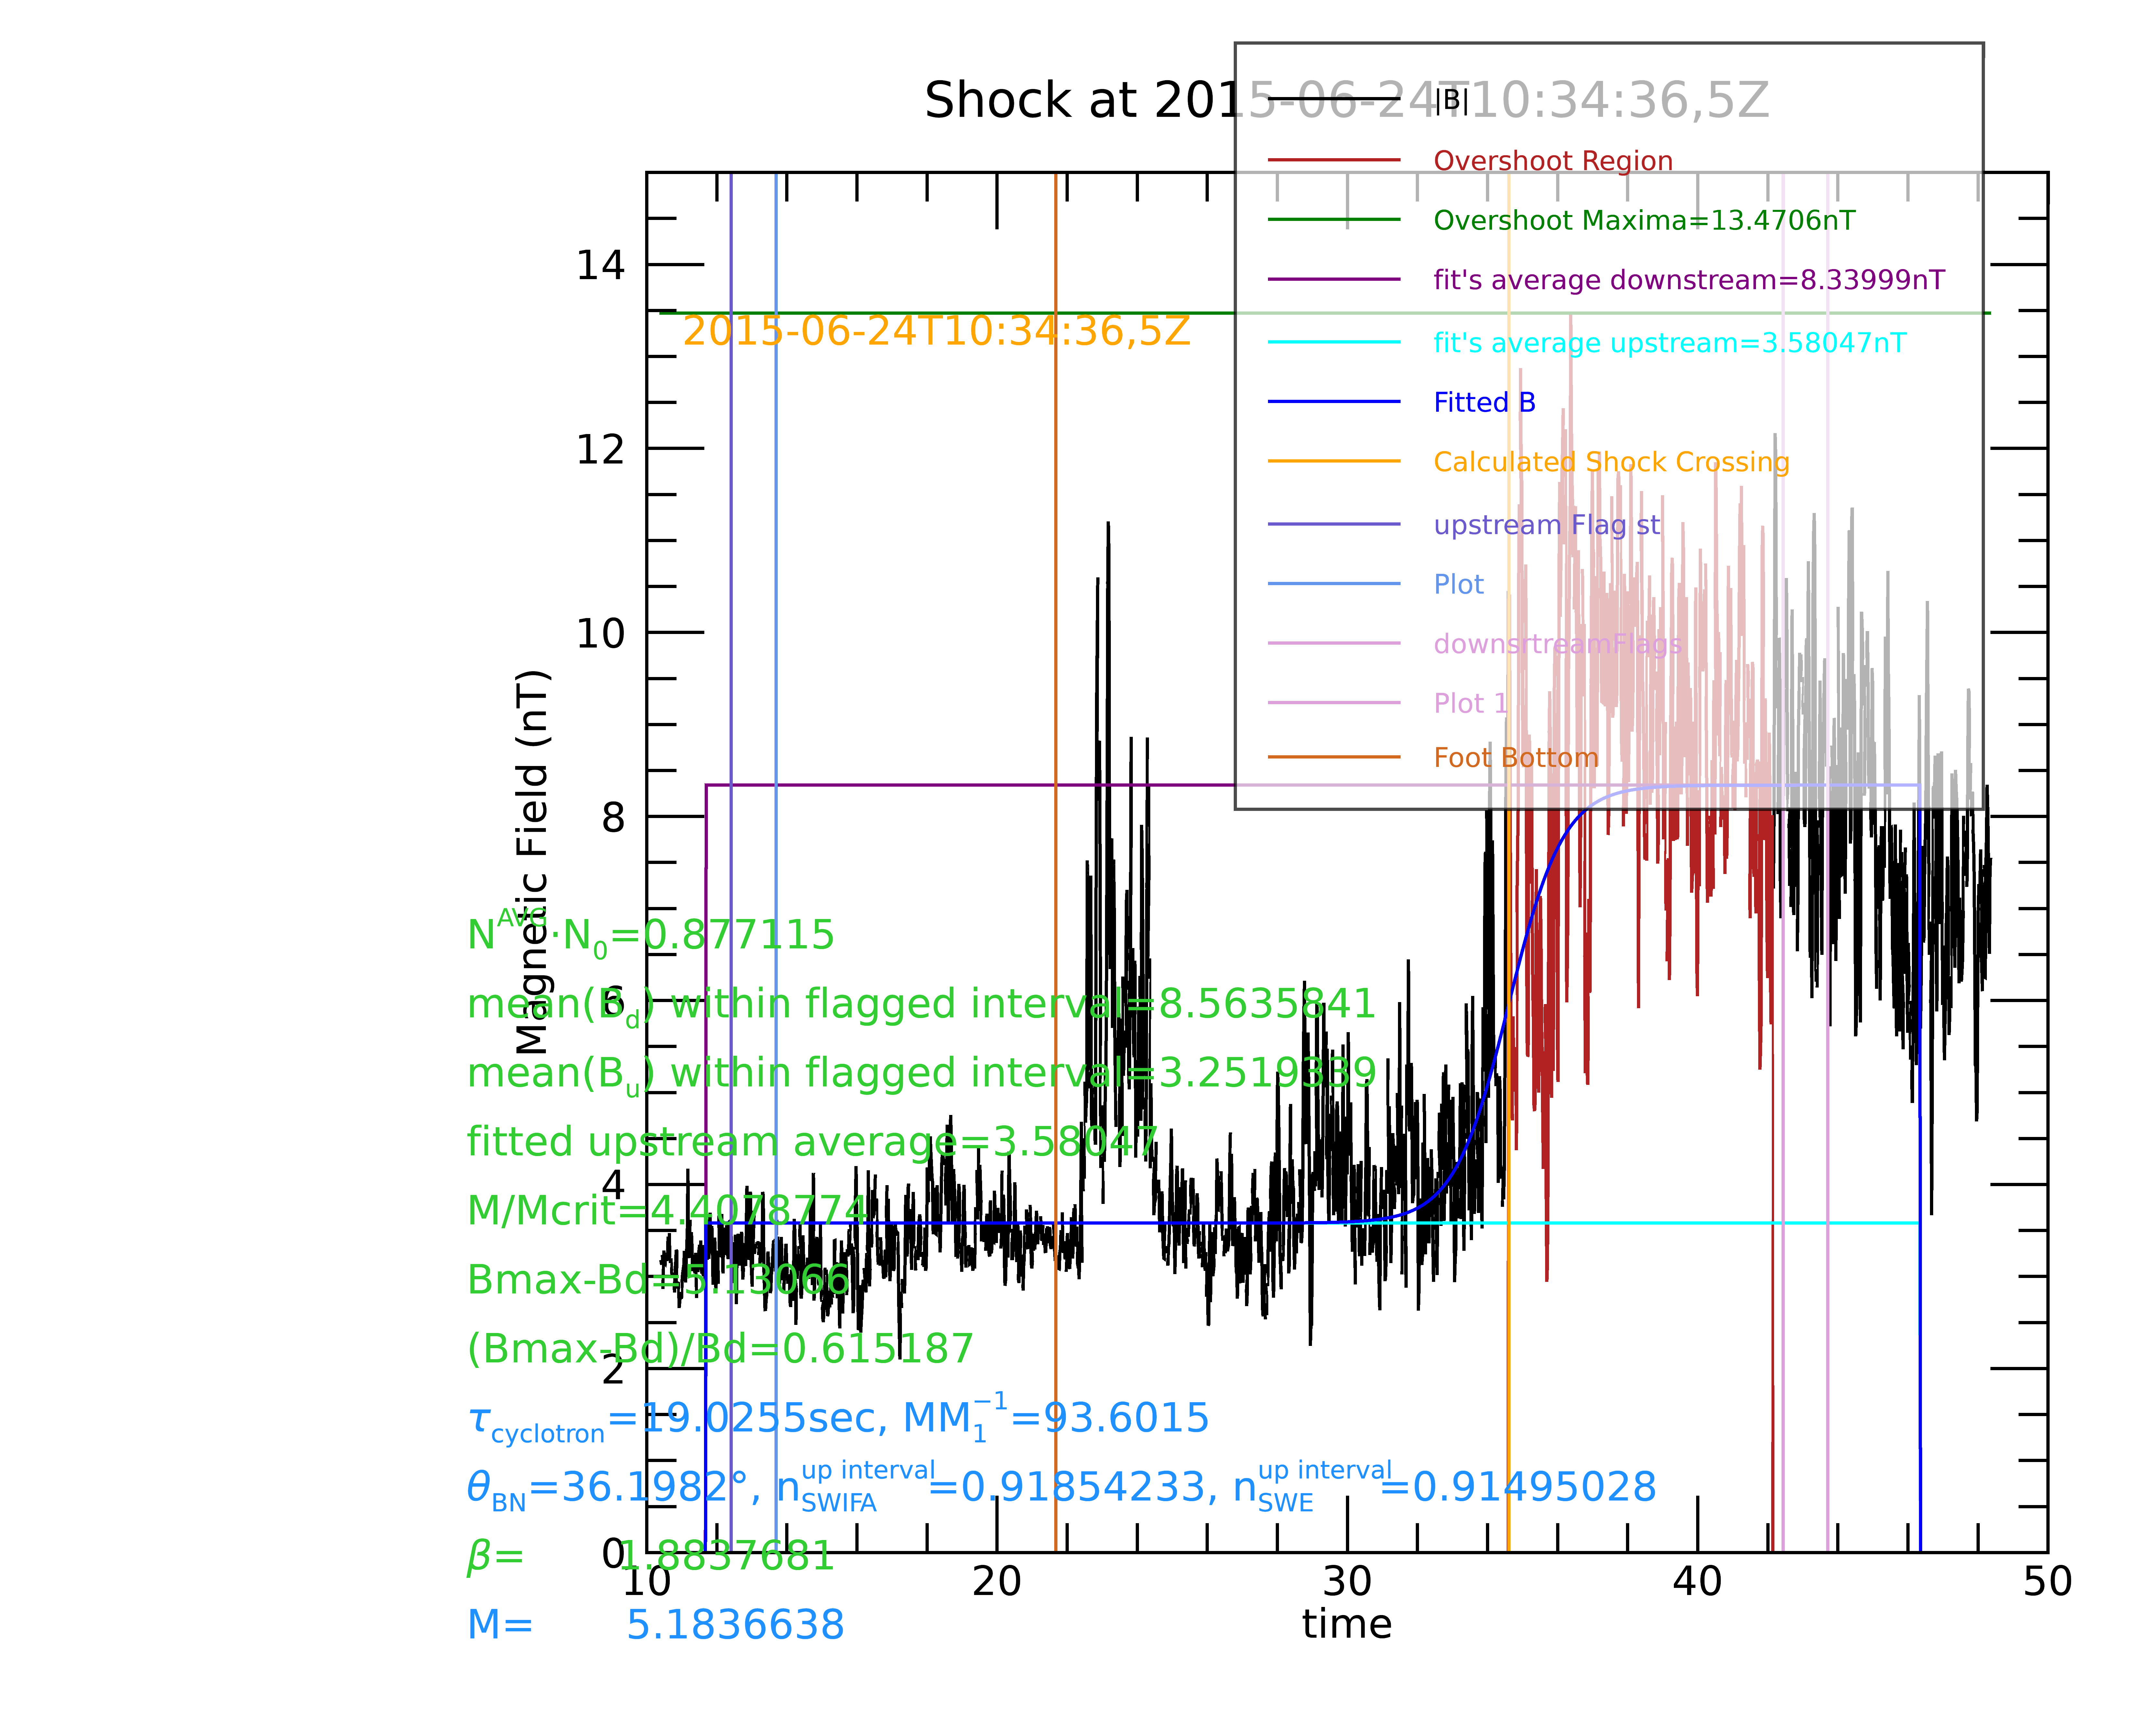 Shock at 2015-06-24T10:34:36,5Z
|B|
Overshoot Region
Overshoot Maxima=13.4706nT
fit's average downstream=8.33999nT
fit's average upstream=3.58047nT
Fitted B
Calculated Shock Crossing
upstream Flag st
Plot
downsrtreamFlags
Plot 1
Foot Bottom
2015-06-24T10:34:36,5Z
Magnetic Field (nT)
14
12
10
8
6
4
2
0
N^AVG·N_0=0.877115
mean(B_d) within flagged interval=8.5635841
mean(B_u) within flagged interval=3.2519339
fitted upstream average=3.58047
M/Mcrit=4.4078774
Bmax-Bd=5.13066
(Bmax-Bd)/Bd=0.615187
τ_cyclotron=19.0255sec, MM_1^−1=93.6015
θ_BN=36.1982°, n_SWIFA^up interval=0.91854233, n_SWE^up interval=0.91495028
β= 1.8837681
M= 5.1836638
10 20 30 40 50
time